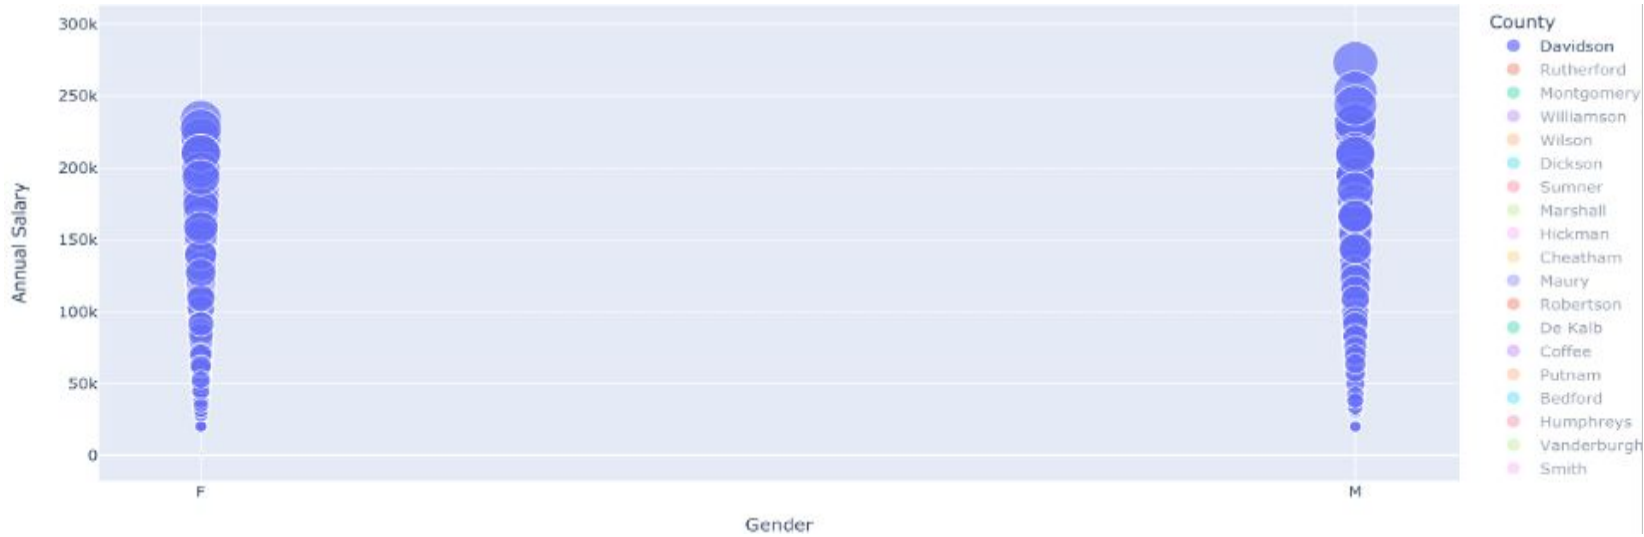 300k
250k
200k
150k
100k
50k
0
Annual Salary
F
M
Gender
County
Davidson
Rutherford
Montgomery
Williamson
Wilson
Dickson
Sumner
Marshall
Hickman
Cheatham
Maury
Robertson
De Kalb
Coffee
Putnam
Bedford
Humphreys
Vanderburgh
Smith